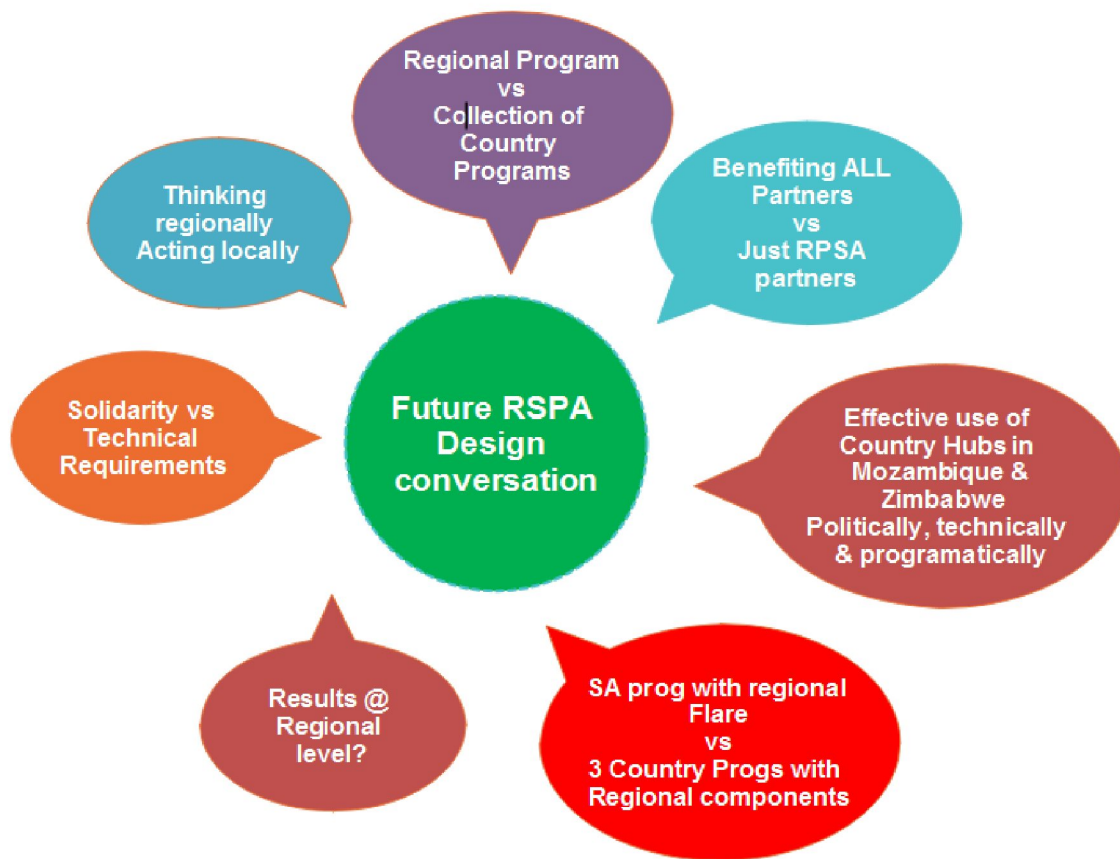 Regional Program
vs
Collection of
Country
Programs
Benefiting ALL
Partners
vs
Just RPSA
partners
Thinking
regionally
Acting locally
Future RSPA
Design
conversation
Solidarity vs
Technical
Requirements
Effective use of
Country Hubs in
Mozambique &
Zimbabwe
Politically, technically
& programatically
Results @
Regional
level?
SA prog with regional
Flare
vs
3 Country Progs with
Regional components